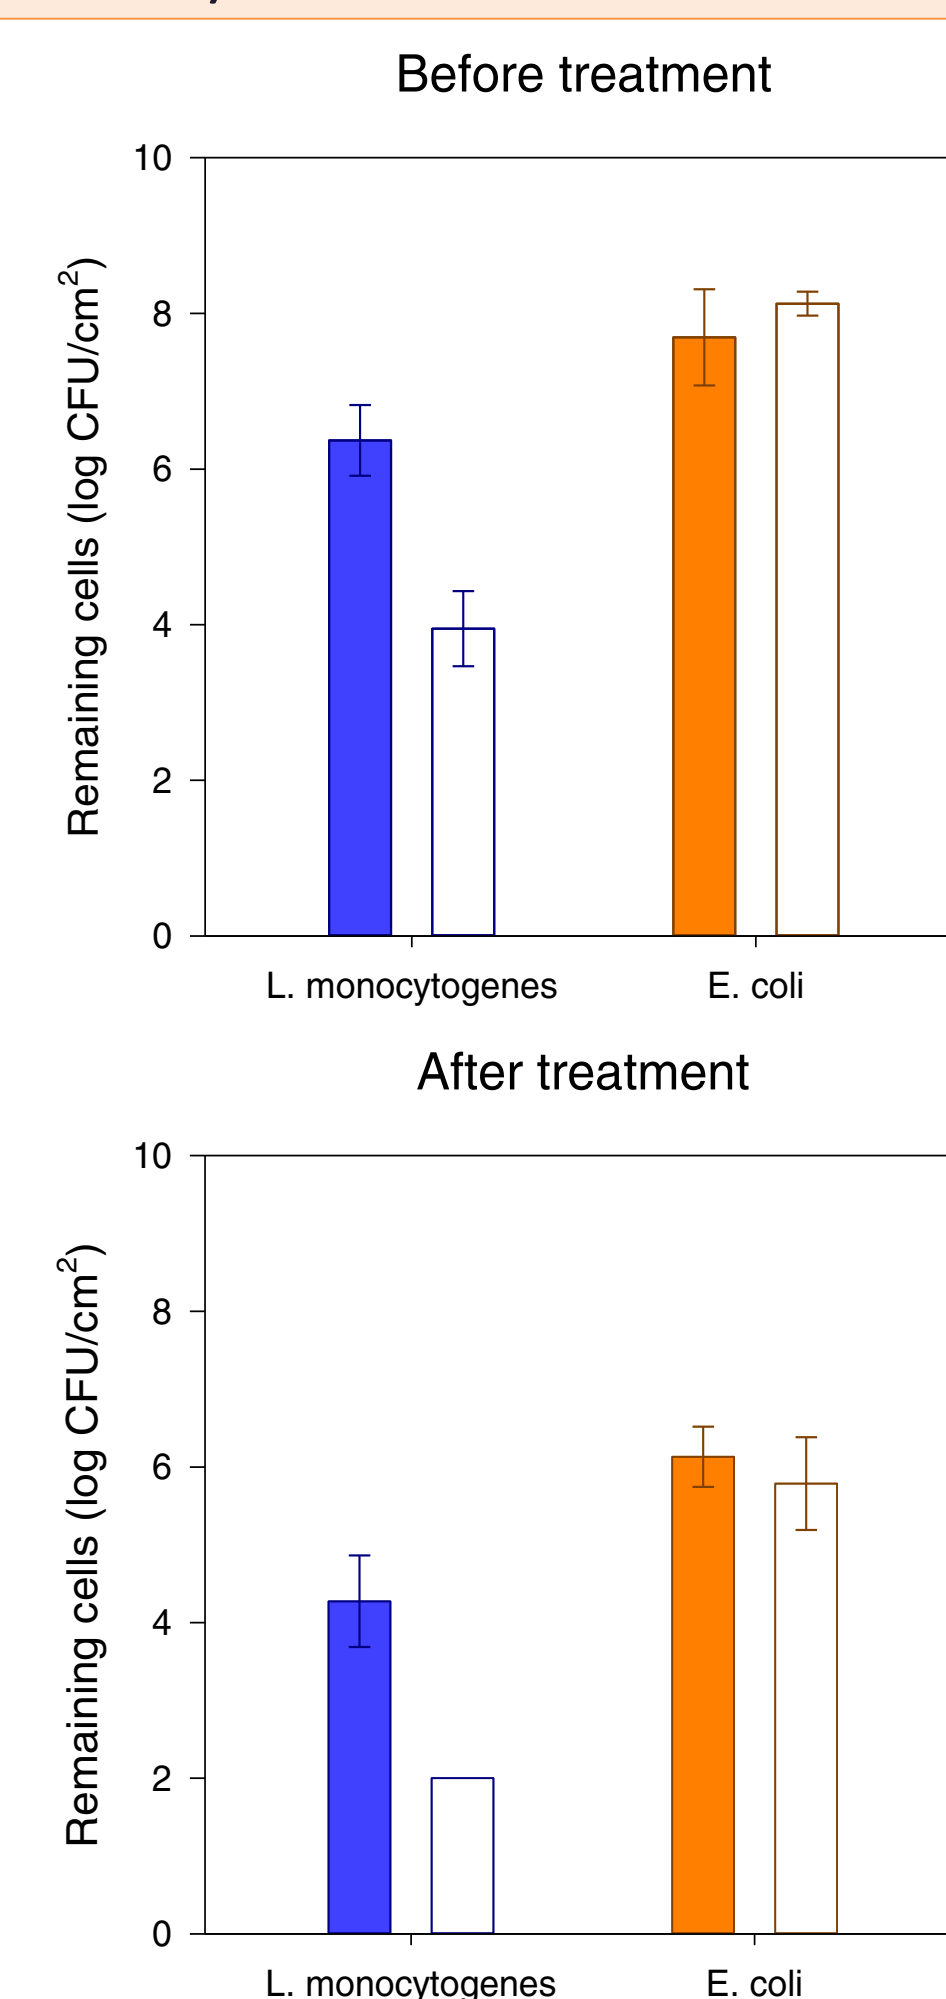 Before treatment
10
8
6
4
2
0
Remaining cells (log CFU/cm²)
L. monocytogenes E. coli
After treatment
10
8
6
4
2
0
Remaining cells (log CFU/cm²)
L. monocytogenes E. coli